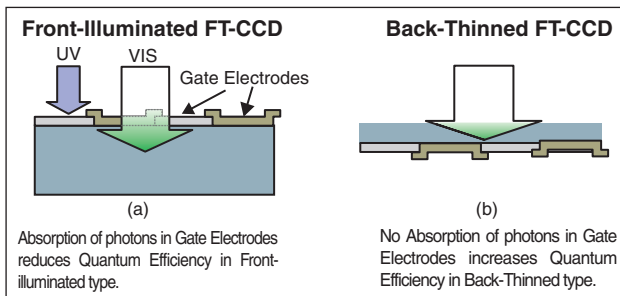 Front-Illuminated FT-CCD
UV
VIS
Gate Electrodes
(a)
Absorption of photons in Gate Electrodes
reduces Quantum Efficiency in Front-
illuminated type.
Back-Thinned FT-CCD
(b)
No Absorption of photons in Gate
Electrodes increases Quantum
Efficiency in Back-Thinned type.